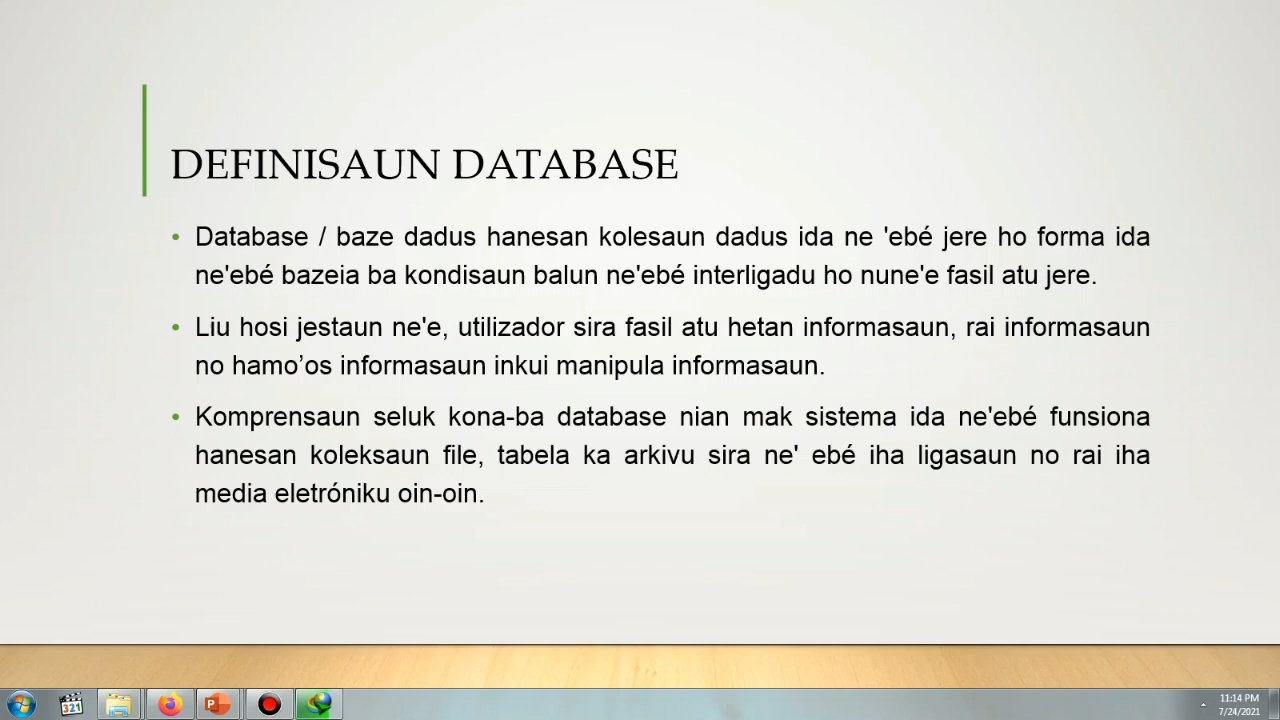 DEFINISAUN DATABASE
• Database / baze dadus hanesan kolesaun dadus ida ne 'ebé jere ho forma ida
ne'ebé bazeia ba kondisaun balun ne'ebé interligadu ho nune'e fasil atu jere.
• Liu hosi jestaun ne'e, utilizador sira fasil atu hetan informasaun, rai informasaun
no hamo’os informasaun inkui manipula informasaun.
• Komprensaun seluk kona-ba database nian mak sistema ida ne'ebé funsiona
hanesan koleksaun file, tabela ka arkivu sira ne' ebé iha ligasaun no rai iha
media eletróniku oin-oin.
321
P
11:14 PM
7/24/2021